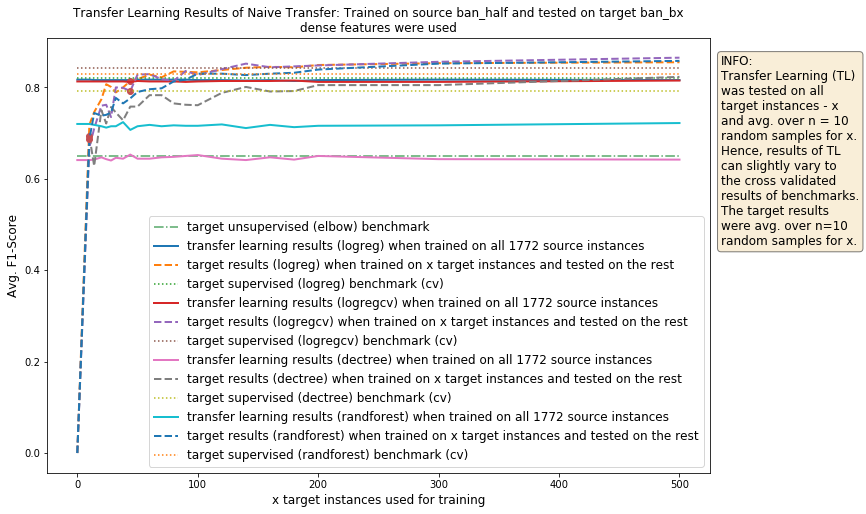 Transfer Learning Results of Naive Transfer: Trained on source ban_half and tested on target ban_bx
dense features were used
Avg. F1-Score
0.8
0.6
0.4
0.2
0.0
target unsupervised (elbow) benchmark
transfer learning results (logreg) when trained on all 1772 source instances
target results (logreg) when trained on x target instances and tested on the rest
target supervised (logreg) benchmark (cv)
transfer learning results (logregcv) when trained on all 1772 source instances
target results (logregcv) when trained on x target instances and tested on the rest
target supervised (logregcv) benchmark (cv)
transfer learning results (dectree) when trained on all 1772 source instances
target results (dectree) when trained on x target instances and tested on the rest
target supervised (dectree) benchmark (cv)
transfer learning results (randforest) when trained on all 1772 source instances
target results (randforest) when trained on x target instances and tested on the rest
target supervised (randforest) benchmark (cv)
0
100
200
300
400
500
x target instances used for training
INFO:
Transfer Learning (TL)
was tested on all
target instances - x
and avg. over n = 10
random samples for x.
Hence, results of TL
can slightly vary to
the cross validated
results of benchmarks.
The target results
were avg. over n=10
random samples for x.